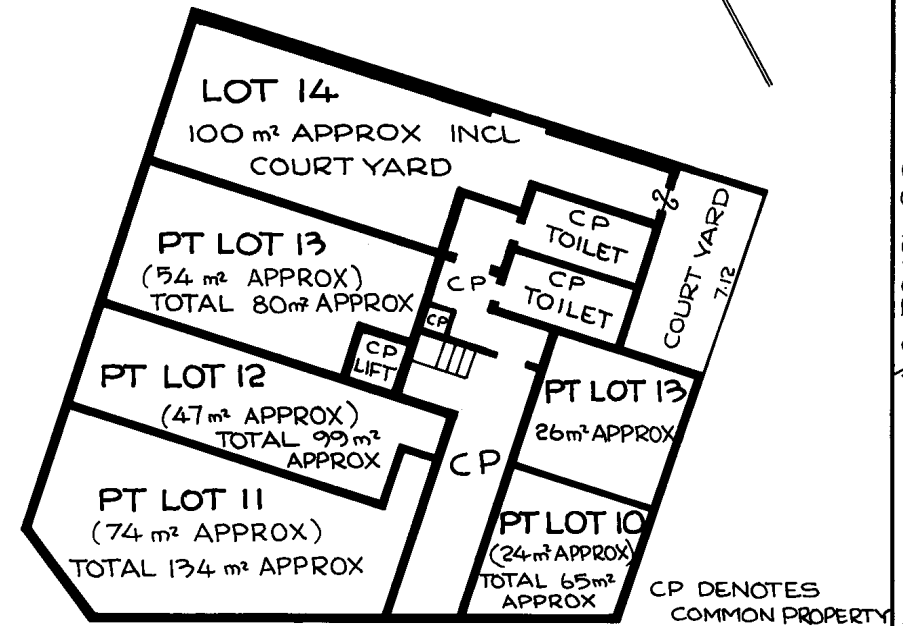 LOT 14
100 m² APPROX INCL
COURT YARD
PT LOT 13
(54 m² APPROX)
TOTAL 80m² APPROX
CP
TOILET
CP
TOILET
COURT YARD
7.12
CP
CP
CP
LIFT
PT LOT 12
(47 m² APPROX)
TOTAL 99 m²
APPROX
PT LOT 13
26m² APPROX
CP
PT LOT 11
(74 m² APPROX)
TOTAL 134 m² APPROX
PT LOT 10
(24m² APPROX)
TOTAL 65m²
APPROX
CP DENOTES
COMMON PROPERTY